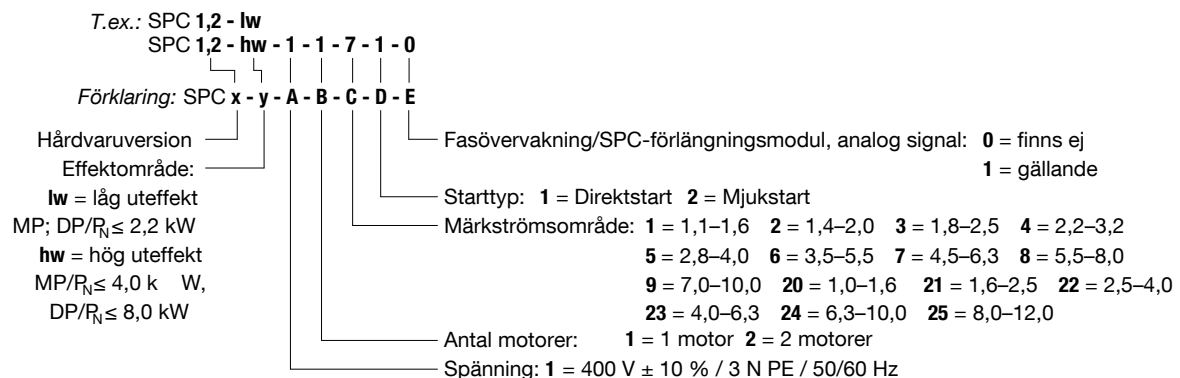 T.ex.: SPC 1,2 - lw
SPC 1,2 - hw - 1 - 1 - 7 - 1 - 0
Förklaring: SPC x - y - A - B - C - D - E
Hårdvaruversion
Effektområde:
lw = låg uteffekt
MP; DP/PN ≤ 2,2 kW
hw = hög uteffekt
MP/PN ≤ 4,0 k W,
DP/PN ≤ 8,0 kW
Fasövervakning/SPC-förlängningsmodul, analog signal: 0 = finns ej
1 = gällande
Starttyp: 1 = Direktstart 2 = Mjukstart
Märkströmsområde: 1 = 1,1–1,6 2 = 1,4–2,0 3 = 1,8–2,5 4 = 2,2–3,2
5 = 2,8–4,0 6 = 3,5–5,5 7 = 4,5–6,3 8 = 5,5–8,0
9 = 7,0–10,0 20 = 1,0–1,6 21 = 1,6–2,5 22 = 2,5–4,0
23 = 4,0–6,3 24 = 6,3–10,0 25 = 8,0–12,0
Antal motorer: 1 = 1 motor 2 = 2 motorer
Spänning: 1 = 400 V ± 10 % / 3 N PE / 50/60 Hz